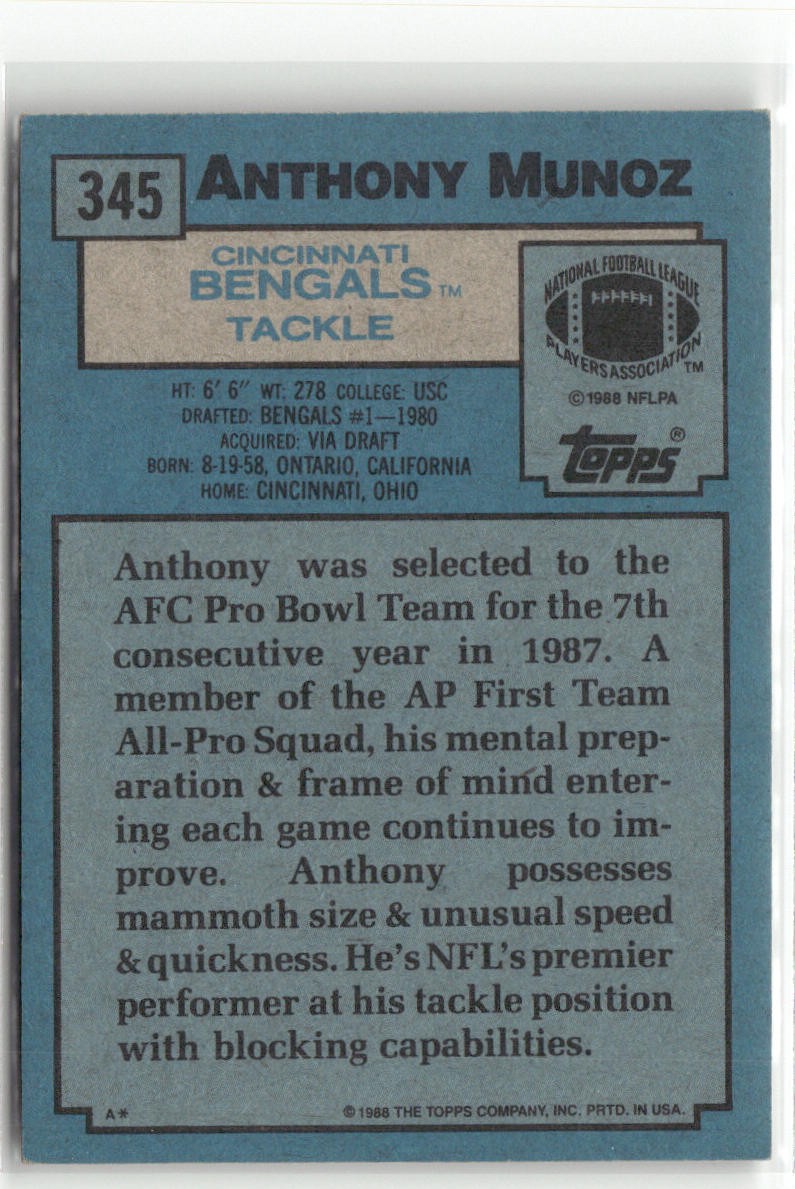 345 ANTHONY MUNOZ
CINCINNATI
BENGALS TM
TACKLE
NATIONAL FOOTBALL LEAGUE
PLAYERS ASSOCIATION TM
© 1988 NFLPA
topps®
HT: 6' 6" WT: 278 COLLEGE: USC
DRAFTED: BENGALS #1—1980
ACQUIRED: VIA DRAFT
BORN: 8-19-58, ONTARIO, CALIFORNIA
HOME: CINCINNATI, OHIO
Anthony was selected to the
AFC Pro Bowl Team for the 7th
consecutive year in 1987. A
member of the AP First Team
All-Pro Squad, his mental prep-
aration & frame of mind enter-
ing each game continues to im-
prove. Anthony possesses
mammoth size & unusual speed
& quickness. He's NFL's premier
performer at his tackle position
with blocking capabilities.
A* © 1988 THE TOPPS COMPANY, INC. PRTD. IN USA.